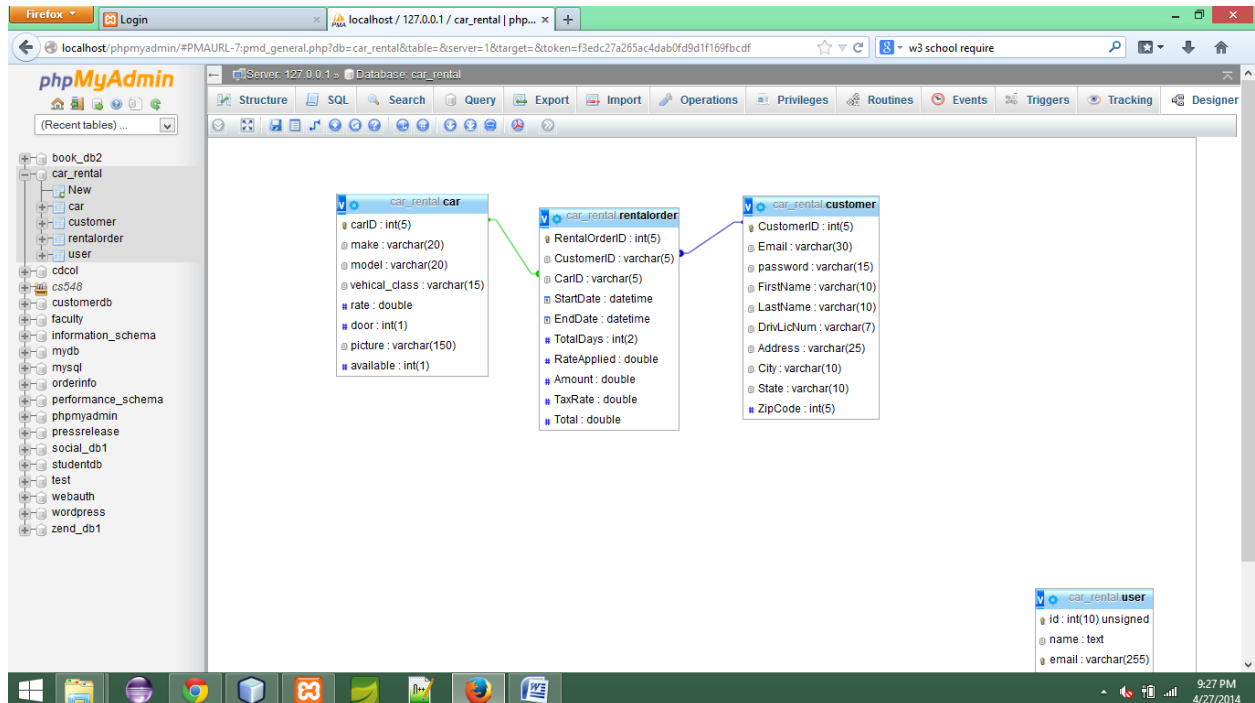 Firefox
Login
localhost / 127.0.0.1 / car_rental | php...
localhost/phpmyadmin/#PMAURL-7:pmd_general.php?db=car_rental&table=&server=1&target=&token=f3edc27a265ac4dab0fd9d1f169fbcdf
8
w3 school require
phpMyAdmin
(Recent tables) ...
book_db2
car_rental
New
car
customer
rentalorder
user
cdcol
cs548
customerdb
faculty
information_schema
mydb
mysql
orderinfo
performance_schema
phpmyadmin
pressrelease
social_db1
studentdb
test
webauth
wordpress
zend_db1
Server: 127.0.0.1 » Database: car_rental
Structure SQL Search Query Export Import Operations Privileges Routines Events Triggers Tracking Designer
v car_rental car
carID : int(5)
make : varchar(20)
model : varchar(20)
vehical_class : varchar(15)
# rate : double
# door : int(1)
picture : varchar(150)
# available : int(1)
v car_rental rentalorder
RentalOrderID : int(5)
CustomerID : varchar(5)
CarID : varchar(5)
StartDate : datetime
EndDate : datetime
# TotalDays : int(2)
# RateApplied : double
# Amount : double
# TaxRate : double
# Total : double
v car_rental customer
CustomerID : int(5)
Email : varchar(30)
password : varchar(15)
FirstName : varchar(10)
LastName : varchar(10)
DrivLicNum : varchar(7)
Address : varchar(25)
City : varchar(10)
State : varchar(10)
# ZipCode : int(5)
v car_rental user
id : int(10) unsigned
name : text
email : varchar(255)
9:27 PM
4/27/2014